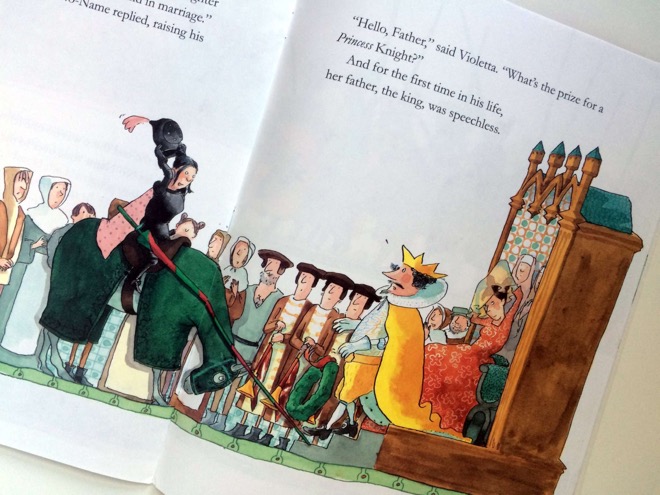 in marriage.”
-Name replied, raising his
“Hello, Father,” said Violetta. “What’s the prize for a
Princess Knight?”
And for the first time in his life,
her father, the king, was speechless.